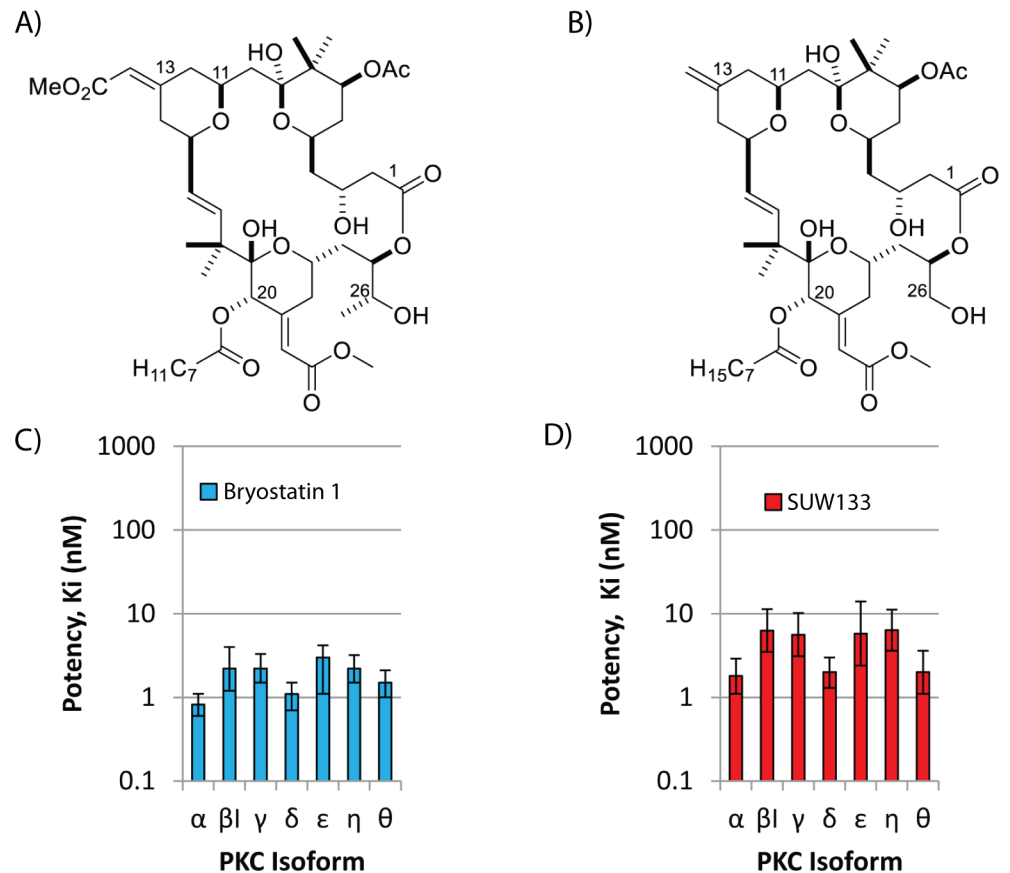 A)
HO
13
11
OAc
MeO2C
O
O
1
O
OH
OH
O
O
20
26
O
OH
H11C7
O
O
O
B)
HO
13
11
OAc
O
O
1
O
OH
OH
O
O
20
26
O
OH
H15C7
O
O
O
C)
1000
Bryostatin 1
100
10
1
0.1
Potency, Ki (nM)
α βI γ δ ε η θ
PKC Isoform
D)
1000
SUW133
100
10
1
0.1
Potency, Ki (nM)
α βI γ δ ε η θ
PKC Isoform